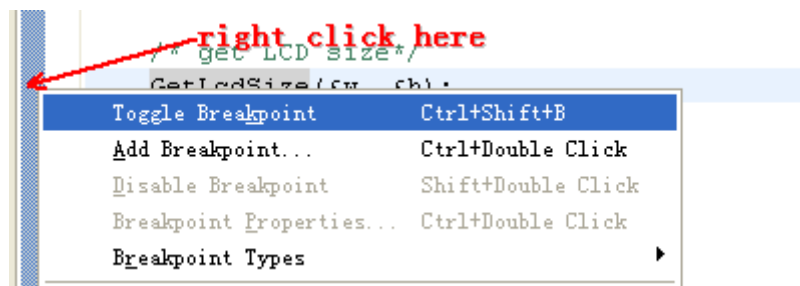 right click here
/* get LCD size*/
GetLcdSize(&w, &h);
Toggle Breakpoint Ctrl+Shift+B
Add Breakpoint... Ctrl+Double Click
Disable Breakpoint Shift+Double Click
Breakpoint Properties... Ctrl+Double Click
Breakpoint Types